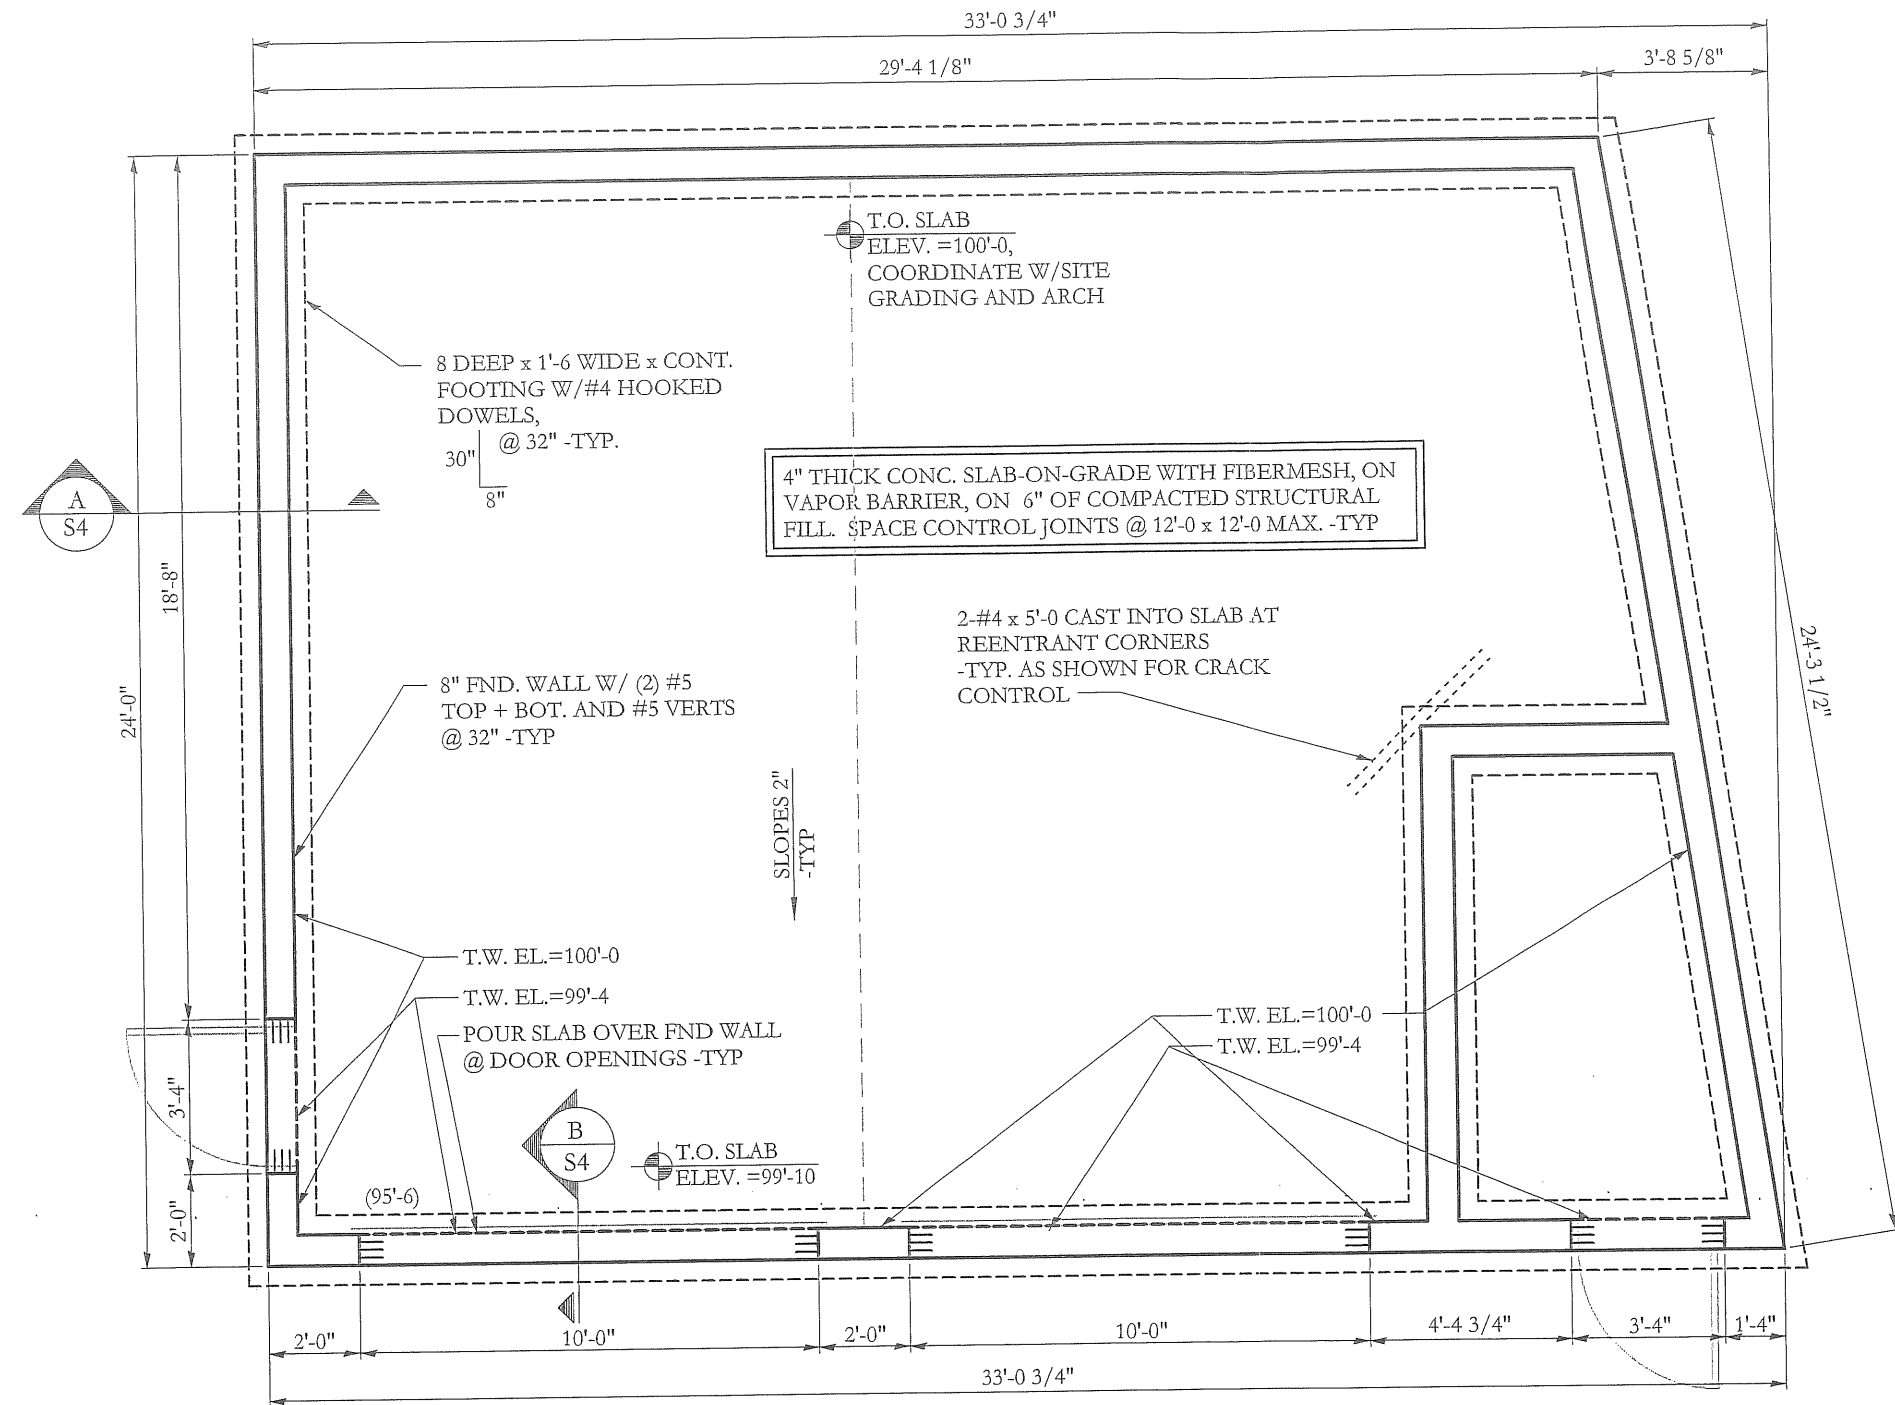 33'-0 3/4"
29'-4 1/8"
3'-8 5/8"
T.O. SLAB
ELEV. =100'-0,
COORDINATE W/SITE
GRADING AND ARCH
8 DEEP x 1'-6 WIDE x CONT.
FOOTING W/#4 HOOKED
DOWELS,
@ 32" -TYP.
30"
8"
A
S4
4" THICK CONC. SLAB-ON-GRADE WITH FIBERMESH, ON
VAPOR BARRIER, ON 6" OF COMPACTED STRUCTURAL
FILL. SPACE CONTROL JOINTS @ 12'-0 x 12'-0 MAX. -TYP
18'-8"
24'-0"
2-#4 x 5'-0 CAST INTO SLAB AT
REENTRANT CORNERS
-TYP. AS SHOWN FOR CRACK
CONTROL
24'-3 1/2"
8" FND. WALL W/ (2) #5
TOP + BOT. AND #5 VERTS
@ 32" -TYP
SLOPES 2"
-TYP
T.W. EL.=100'-0
T.W. EL.=99'-4
POUR SLAB OVER FND WALL
@ DOOR OPENINGS -TYP
T.W. EL.=100'-0
T.W. EL.=99'-4
3'-4"
2'-0"
B
S4
T.O. SLAB
ELEV. =99'-10
(95'-6)
2'-0"
10'-0"
2'-0"
10'-0"
4'-4 3/4"
3'-4"
1'-4"
33'-0 3/4"